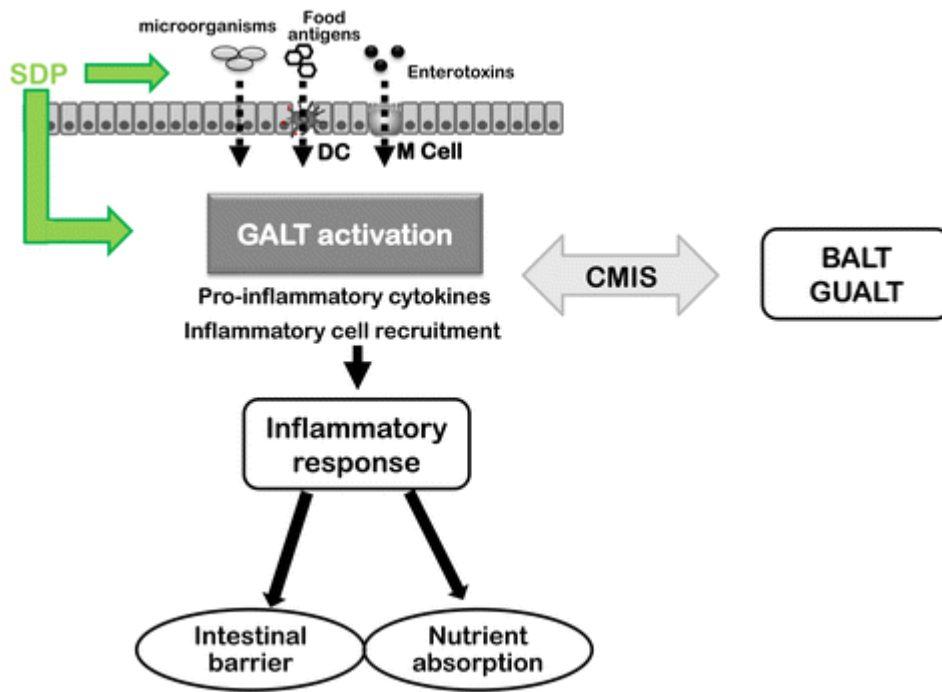 microorganisms
Food
antigens
Enterotoxins
SDP
DC
M Cell
GALT activation
Pro-inflammatory cytokines
Inflammatory cell recruitment
CMIS
BALT
GUALT
Inflammatory
response
Intestinal
barrier
Nutrient
absorption